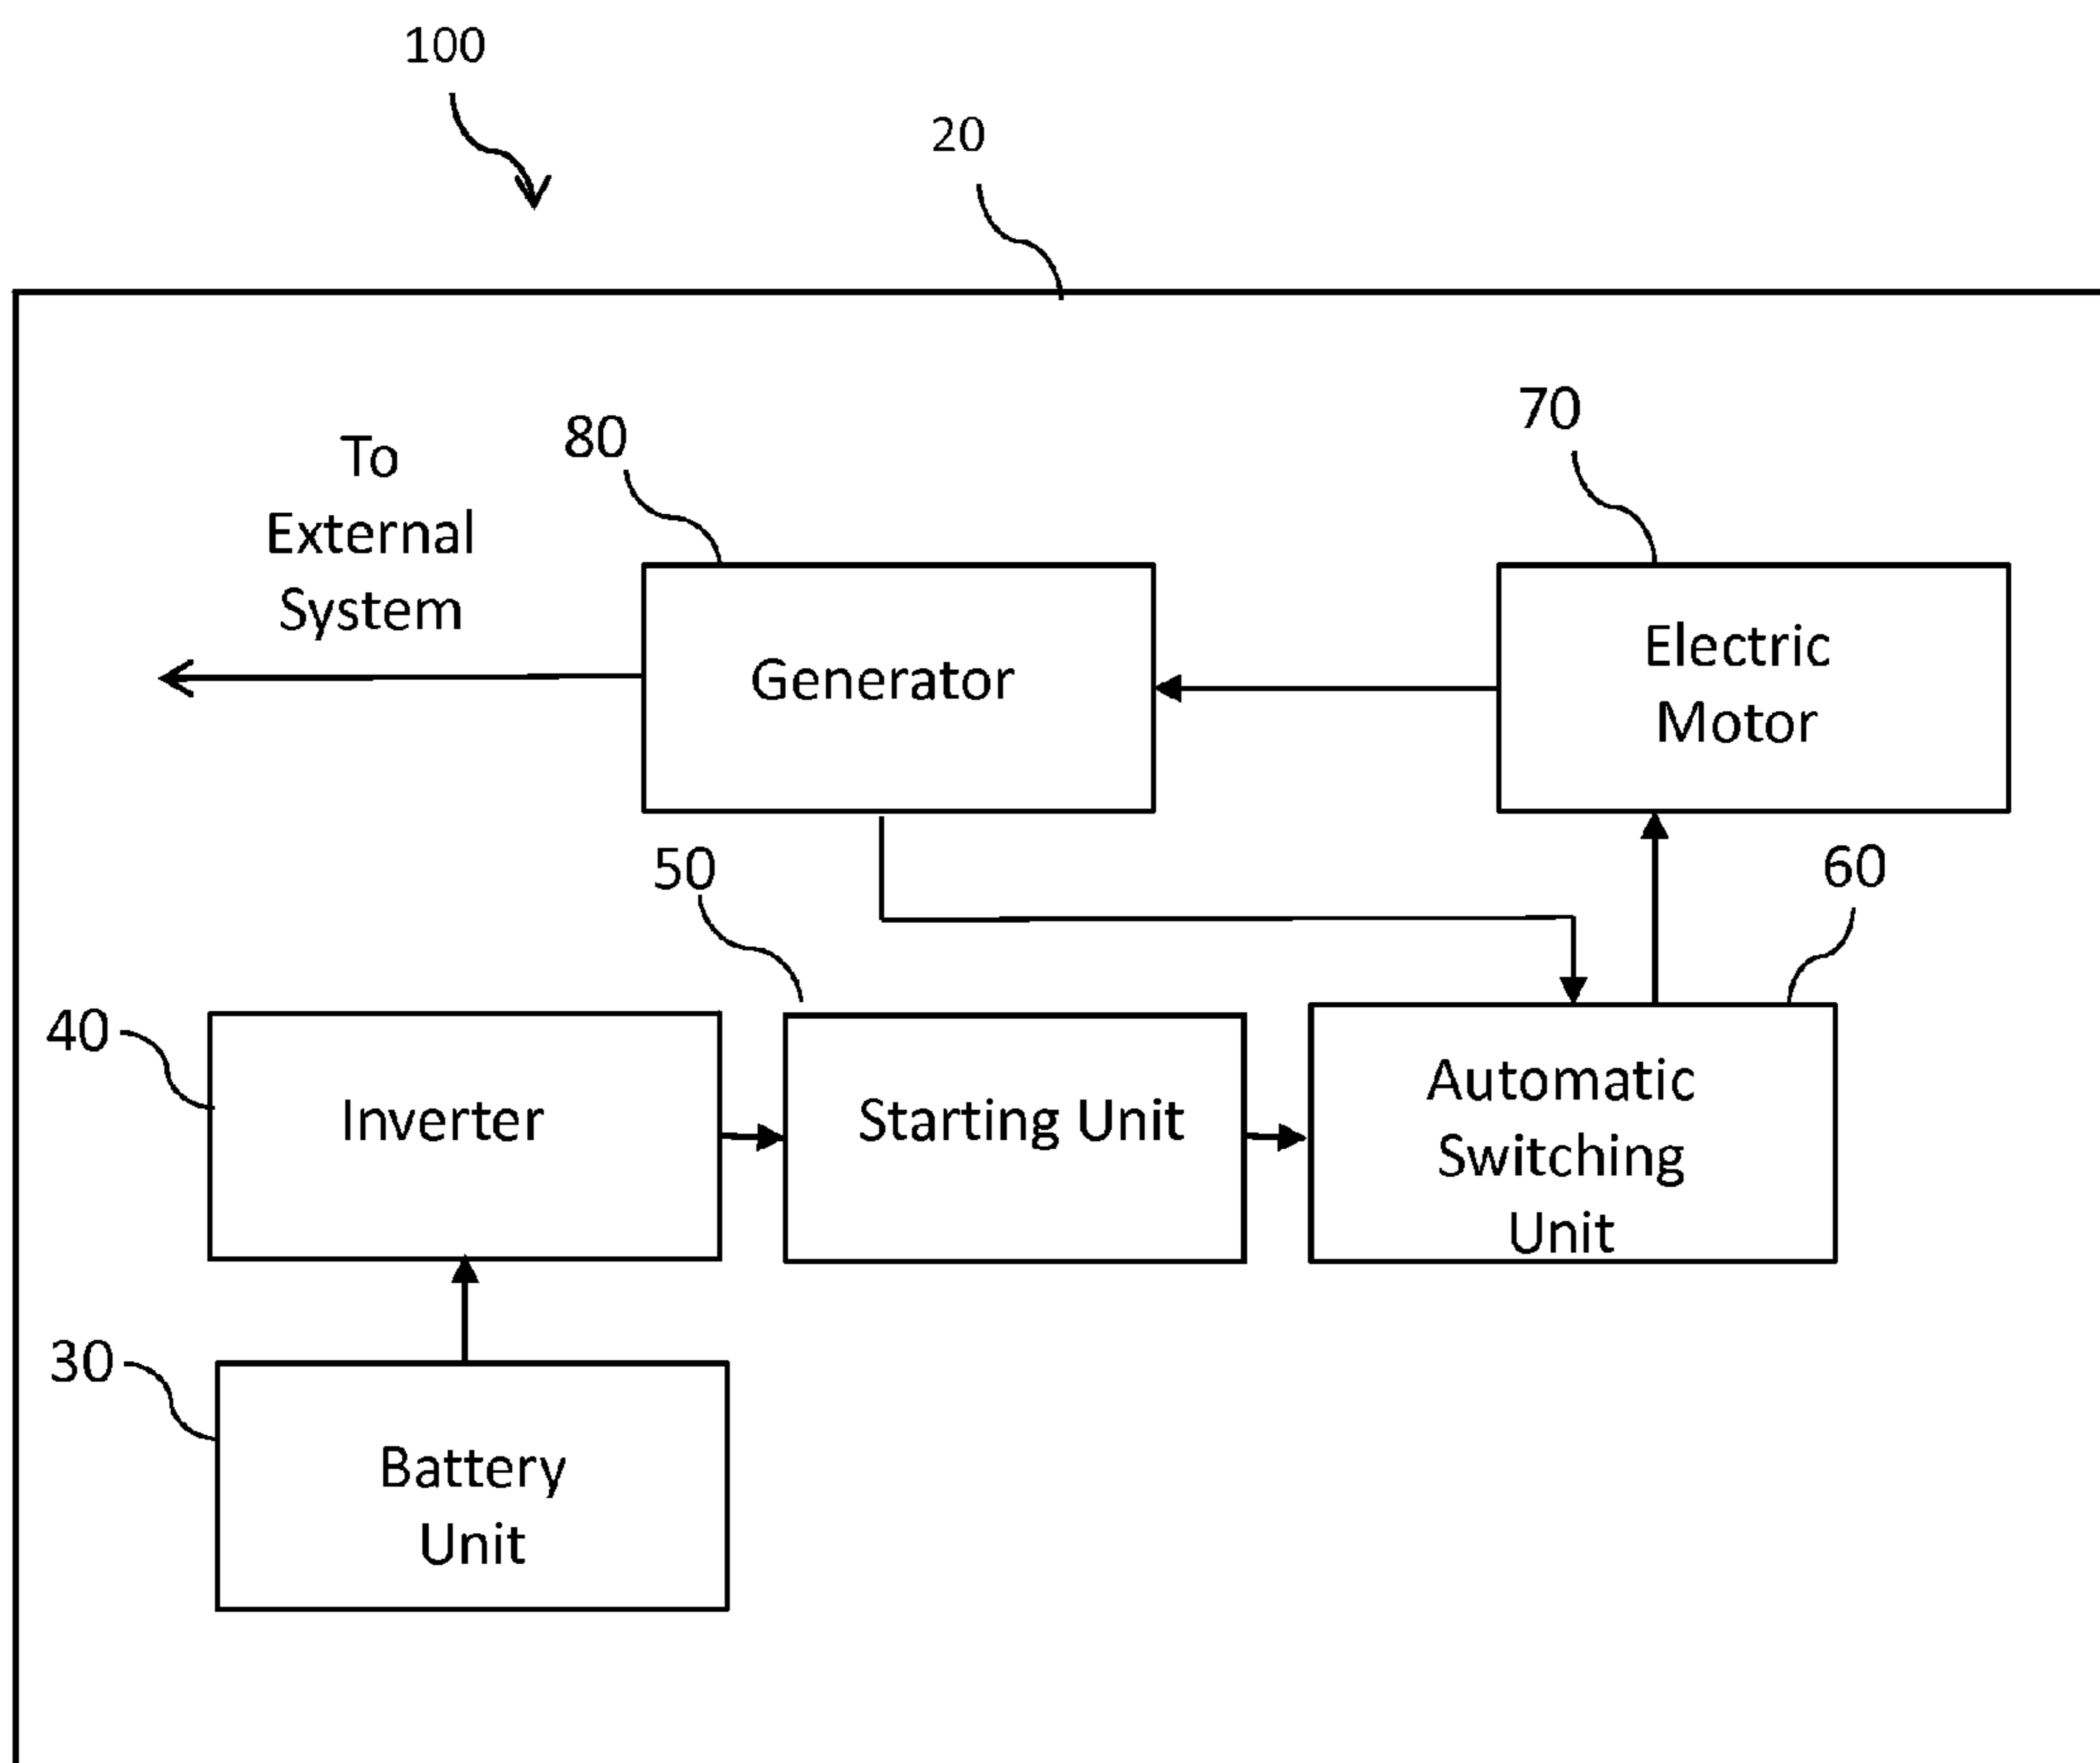 100
20
70
80
To
External
System
Generator
Electric
Motor
50
60
40
Inverter
Starting Unit
Automatic
Switching
Unit
30
Battery
Unit